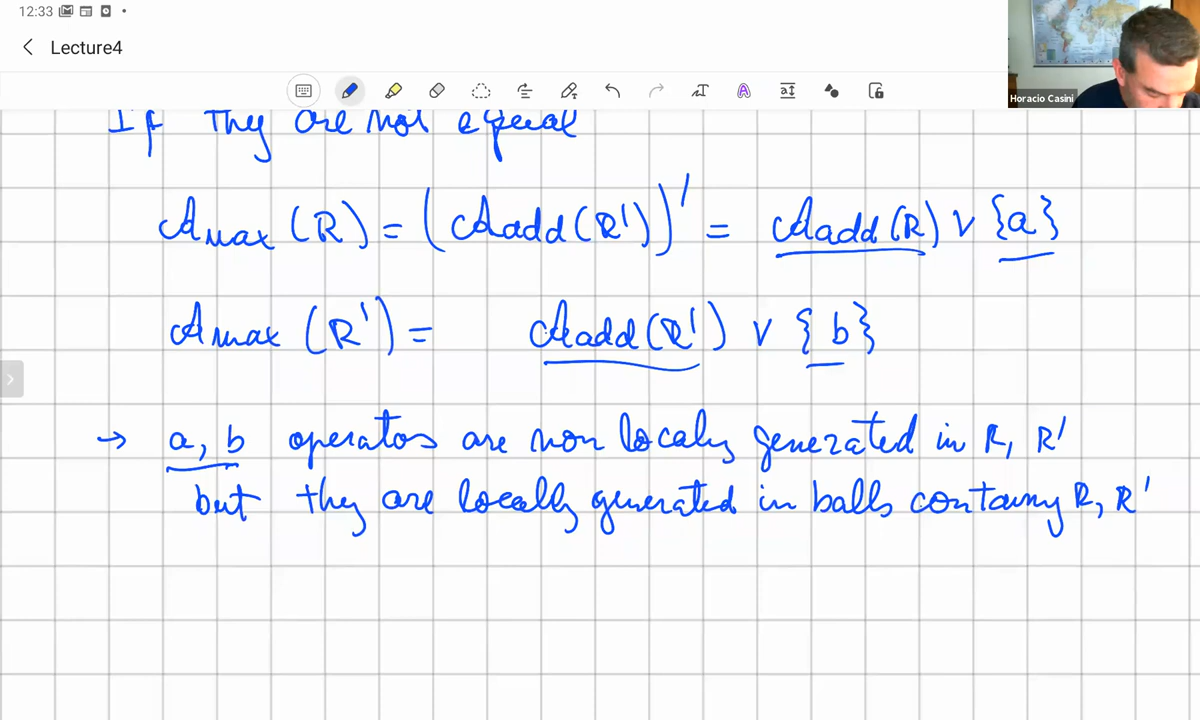 12:33
Lecture4
Horacio Casini
If they are not equal
Amax (R) = (Aadd(R'))' = Aadd(R) ∨ {a}
Amax (R') = Aadd(R') ∨ {b}
→ a, b operators are non locally generated in R, R'
but they are locally generated in balls containing R, R'